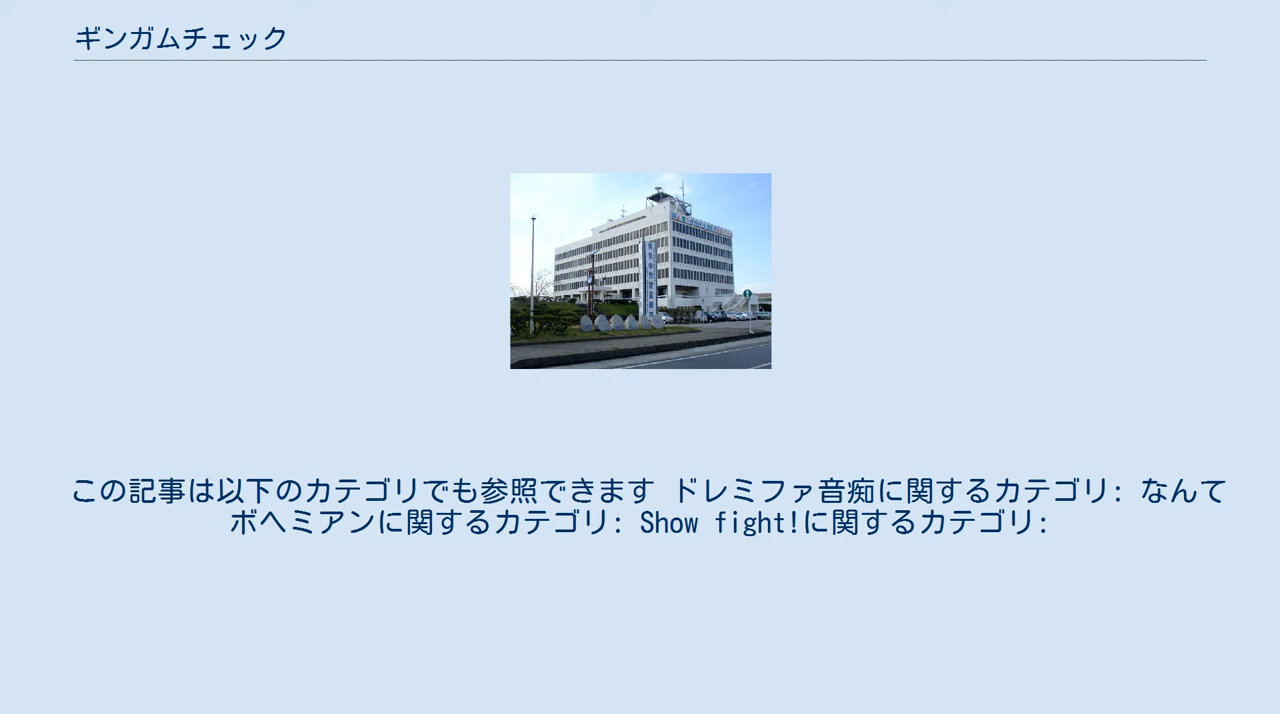 ギンガムチェック
この記事は以下のカテゴリでも参照できます ドレミファ音痴に関するカテゴリ: なんて
ボヘミアンに関するカテゴリ: Show fight!に関するカテゴリ: